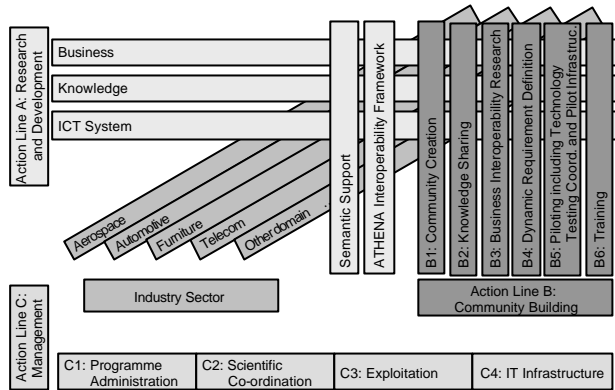 Action Line A: Research
and Development
Business
Knowledge
ICT System
Aerospace
Automotive
Furniture
Telecom
Otherdomain ...
Industry Sector
Semantic Support
ATHENA Interoperability Framework
B1: Community Creation
B2: Knowledge Sharing
B3: Business Interoperability Research
B4: Dynamic Requirement Definition
B5: Piloting including Technology
Testing Coord. and Pilot Infrastruc.
B6: Training
Action Line B:
Community Building
Action Line C:
Management
C1: Programme
Administration
C2: Scientific
Co-ordination
C3: Exploitation
C4: IT Infrastructure